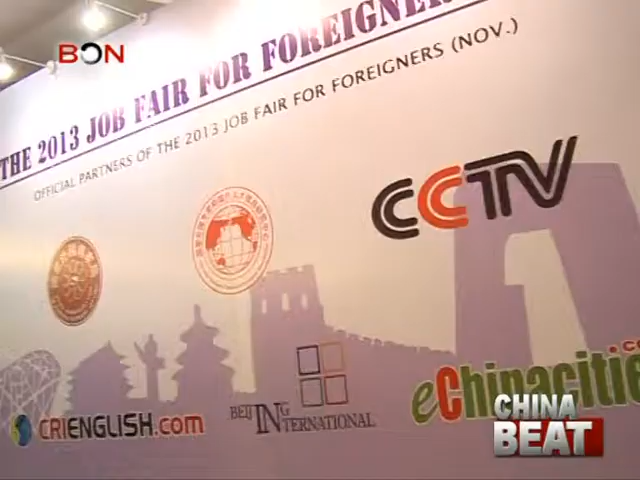 BON
THE 2013 JOB FAIR FOR FOREIGNE
OFFICIAL PARTNERS OF THE 2013 JOB FAIR FOR FOREIGNERS (NOV.)
CCTV
CRIENGLISH.com
BEIJING INTERNATIONAL
eChinacitie
CHINA
BEAT